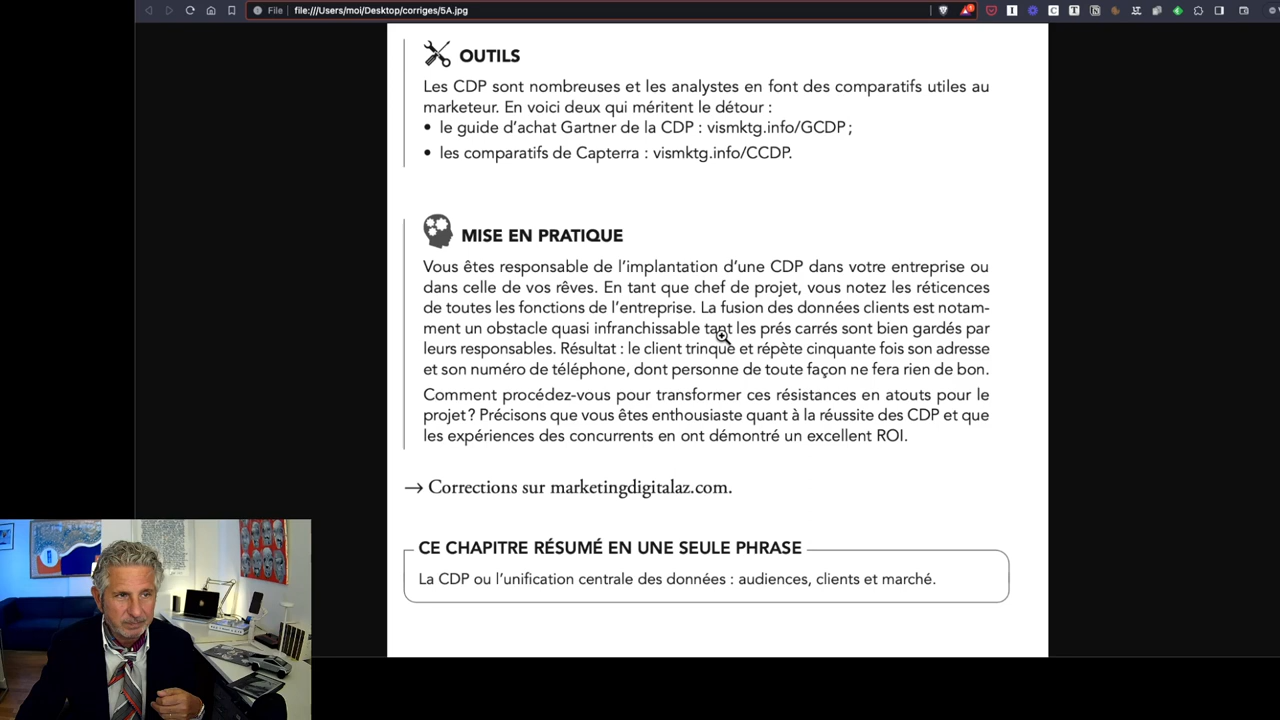 File
file:///Users/moi/Desktop/corriges/5A.jpg
OUTILS
Les CDP sont nombreuses et les analystes en font des comparatifs utiles au
marketeur. En voici deux qui méritent le détour :
• le guide d’achat Gartner de la CDP : vismktg.info/GCDP ;
• les comparatifs de Capterra : vismktg.info/CCDP.
MISE EN PRATIQUE
Vous êtes responsable de l’implantation d’une CDP dans votre entreprise ou
dans celle de vos rêves. En tant que chef de projet, vous notez les réticences
de toutes les fonctions de l’entreprise. La fusion des données clients est notam-
ment un obstacle quasi infranchissable tant les prés carrés sont bien gardés par
leurs responsables. Résultat : le client trinque et répète cinquante fois son adresse
et son numéro de téléphone, dont personne de toute façon ne fera rien de bon.
Comment procédez-vous pour transformer ces résistances en atouts pour le
projet ? Précisons que vous êtes enthousiaste quant à la réussite des CDP et que
les expériences des concurrents en ont démontré un excellent ROI.
→ Corrections sur marketingdigitalaz.com.
CE CHAPITRE RÉSUMÉ EN UNE SEULE PHRASE
La CDP ou l’unification centrale des données : audiences, clients et marché.